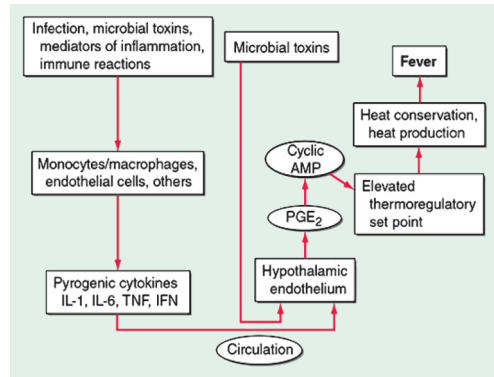 Infection, microbial toxins,
mediators of inflammation,
immune reactions
Microbial toxins
Fever
Heat conservation,
heat production
Cyclic
AMP
Monocytes/macrophages,
endothelial cells, others
Elevated
thermoregulatory
set point
PGE₂
Hypothalamic
endothelium
Pyrogenic cytokines
IL-1, IL-6, TNF, IFN
Circulation